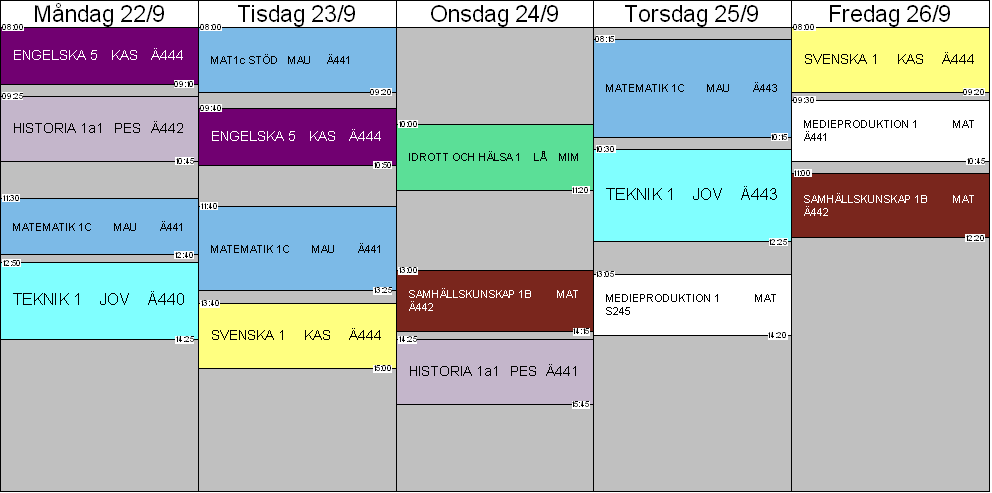 Måndag 22/9
08:00
ENGELSKA 5 KAS Ä444
09:10
09:25
HISTORIA 1a1 PES Ä442
10:45
11:30
MATEMATIK 1C MAU Ä441
12:40
12:50
TEKNIK 1 JOV Ä440
14:25
Tisdag 23/9
08:00
MAT1c STÖD MAU Ä441
09:20
09:40
ENGELSKA 5 KAS Ä444
10:50
11:40
MATEMATIK 1C MAU Ä441
13:25
13:40
SVENSKA 1 KAS Ä444
15:00
Onsdag 24/9
10:00
IDROTT OCH HÄLSA 1 LÅ MIM
11:20
13:00
SAMHÄLLSKUNSKAP 1B MAT
Ä442
14:15
14:25
HISTORIA 1a1 PES Ä441
15:45
Torsdag 25/9
08:15
MATEMATIK 1C MAU Ä443
10:15
10:30
TEKNIK 1 JOV Ä443
12:25
13:05
MEDIEPRODUKTION 1 MAT
S245
14:20
Fredag 26/9
08:00
SVENSKA 1 KAS Ä444
09:20
09:30
MEDIEPRODUKTION 1 MAT
Ä441
10:45
11:00
SAMHÄLLSKUNSKAP 1B MAT
Ä442
12:20